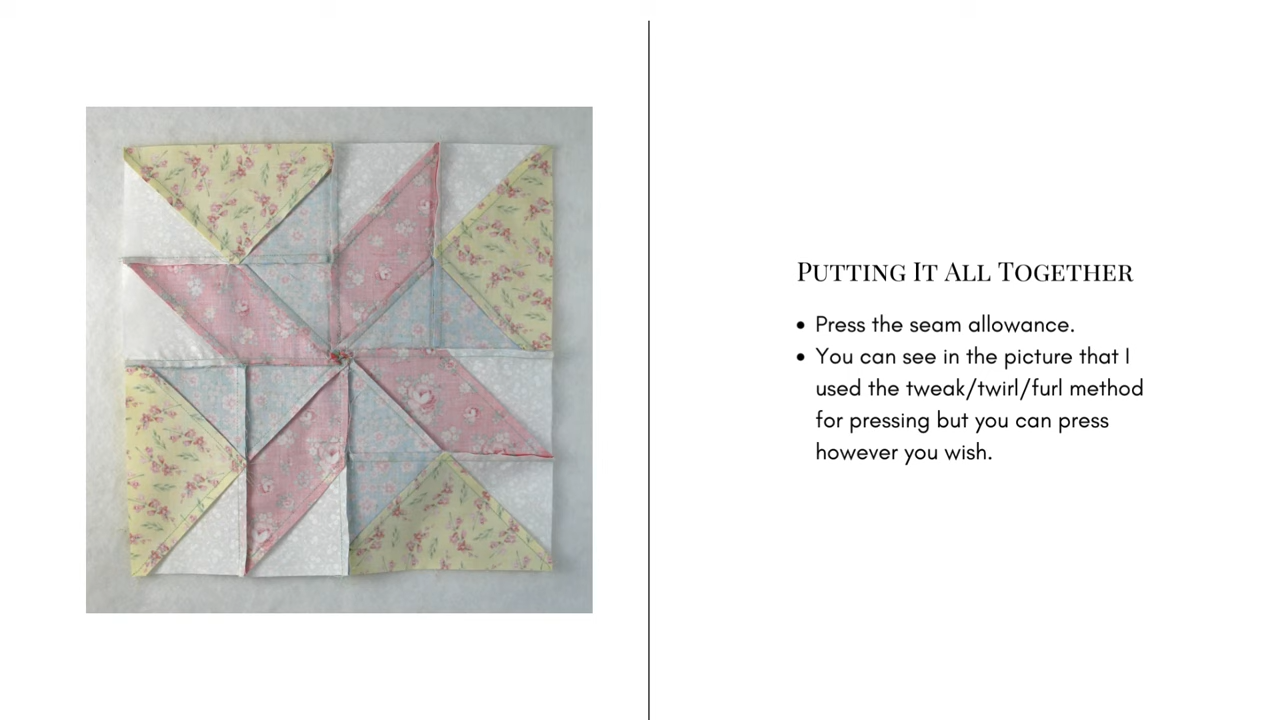 Putting It All Together
• Press the seam allowance.
• You can see in the picture that I
used the tweak/twirl/furl method
for pressing but you can press
however you wish.